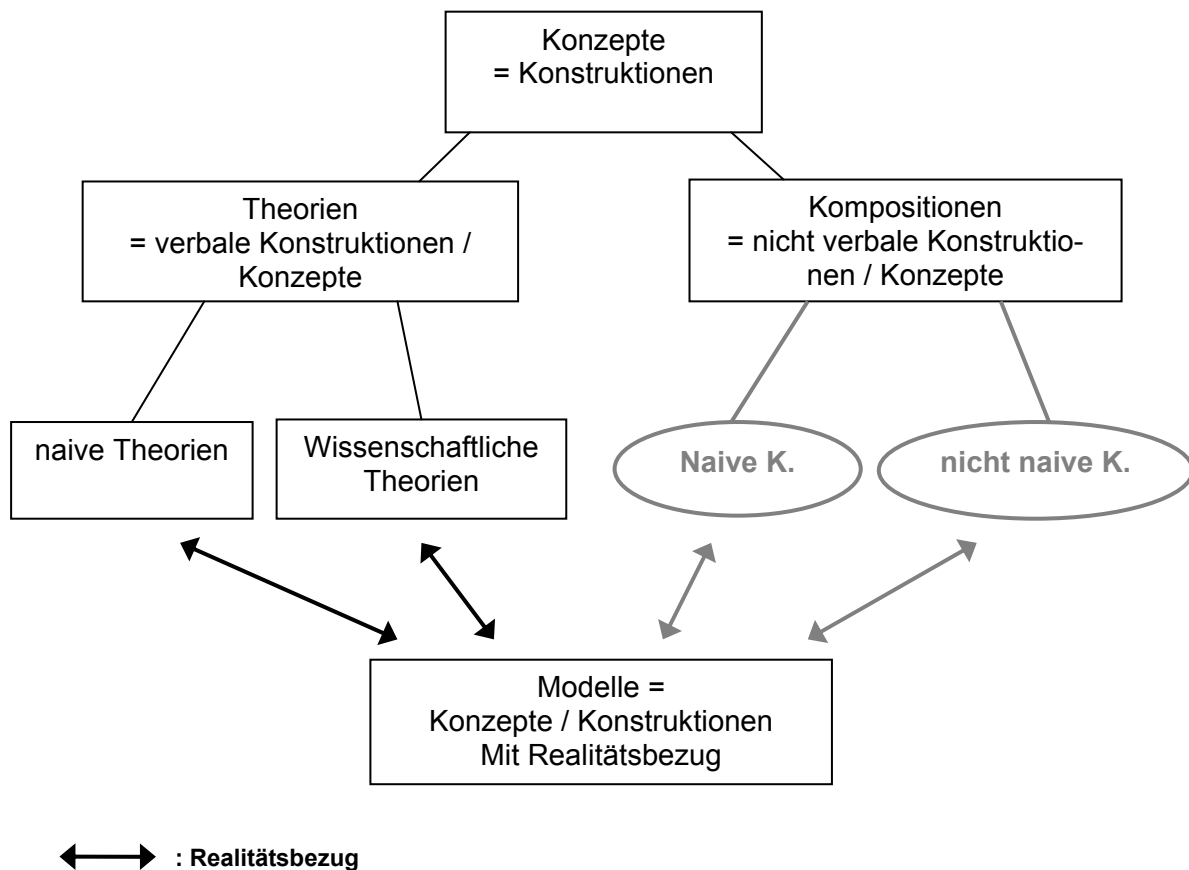 Konzepte
= Konstruktionen
Theorien
= verbale Konstruktionen /
Konzepte
Kompositionen
= nicht verbale Konstruktio-
nen / Konzepte
naive Theorien
Wissenschaftliche
Theorien
Naive K.
nicht naive K.
Modelle =
Konzepte / Konstruktionen
Mit Realitätsbezug
: Realitätsbezug